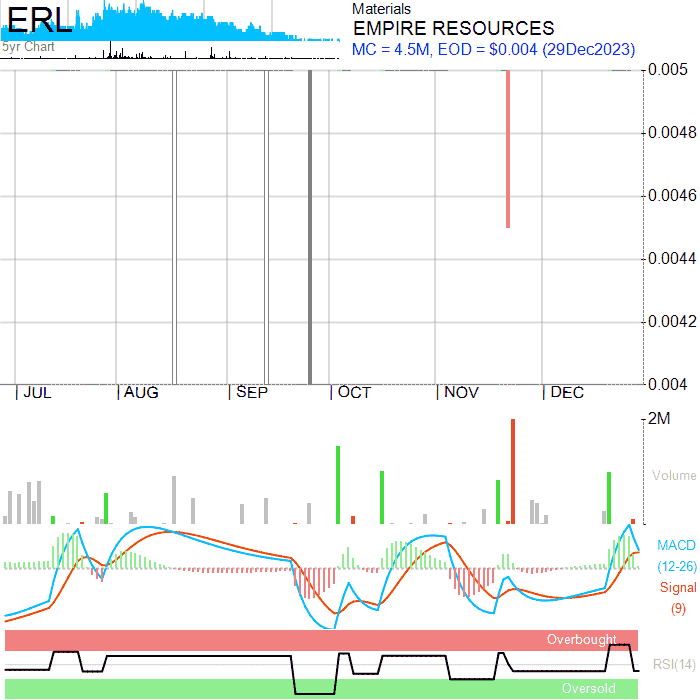 ERL
5yr Chart
Materials
EMPIRE RESOURCES
MC = 4.5M, EOD = $0.004 (29Dec2023)
0.005
0.0048
0.0046
0.0044
0.0042
0.004
JUL AUG SEP OCT NOV DEC
2M
Volume
MACD
(12-26)
Signal
(9)
Overbought
RSI(14)
Oversold